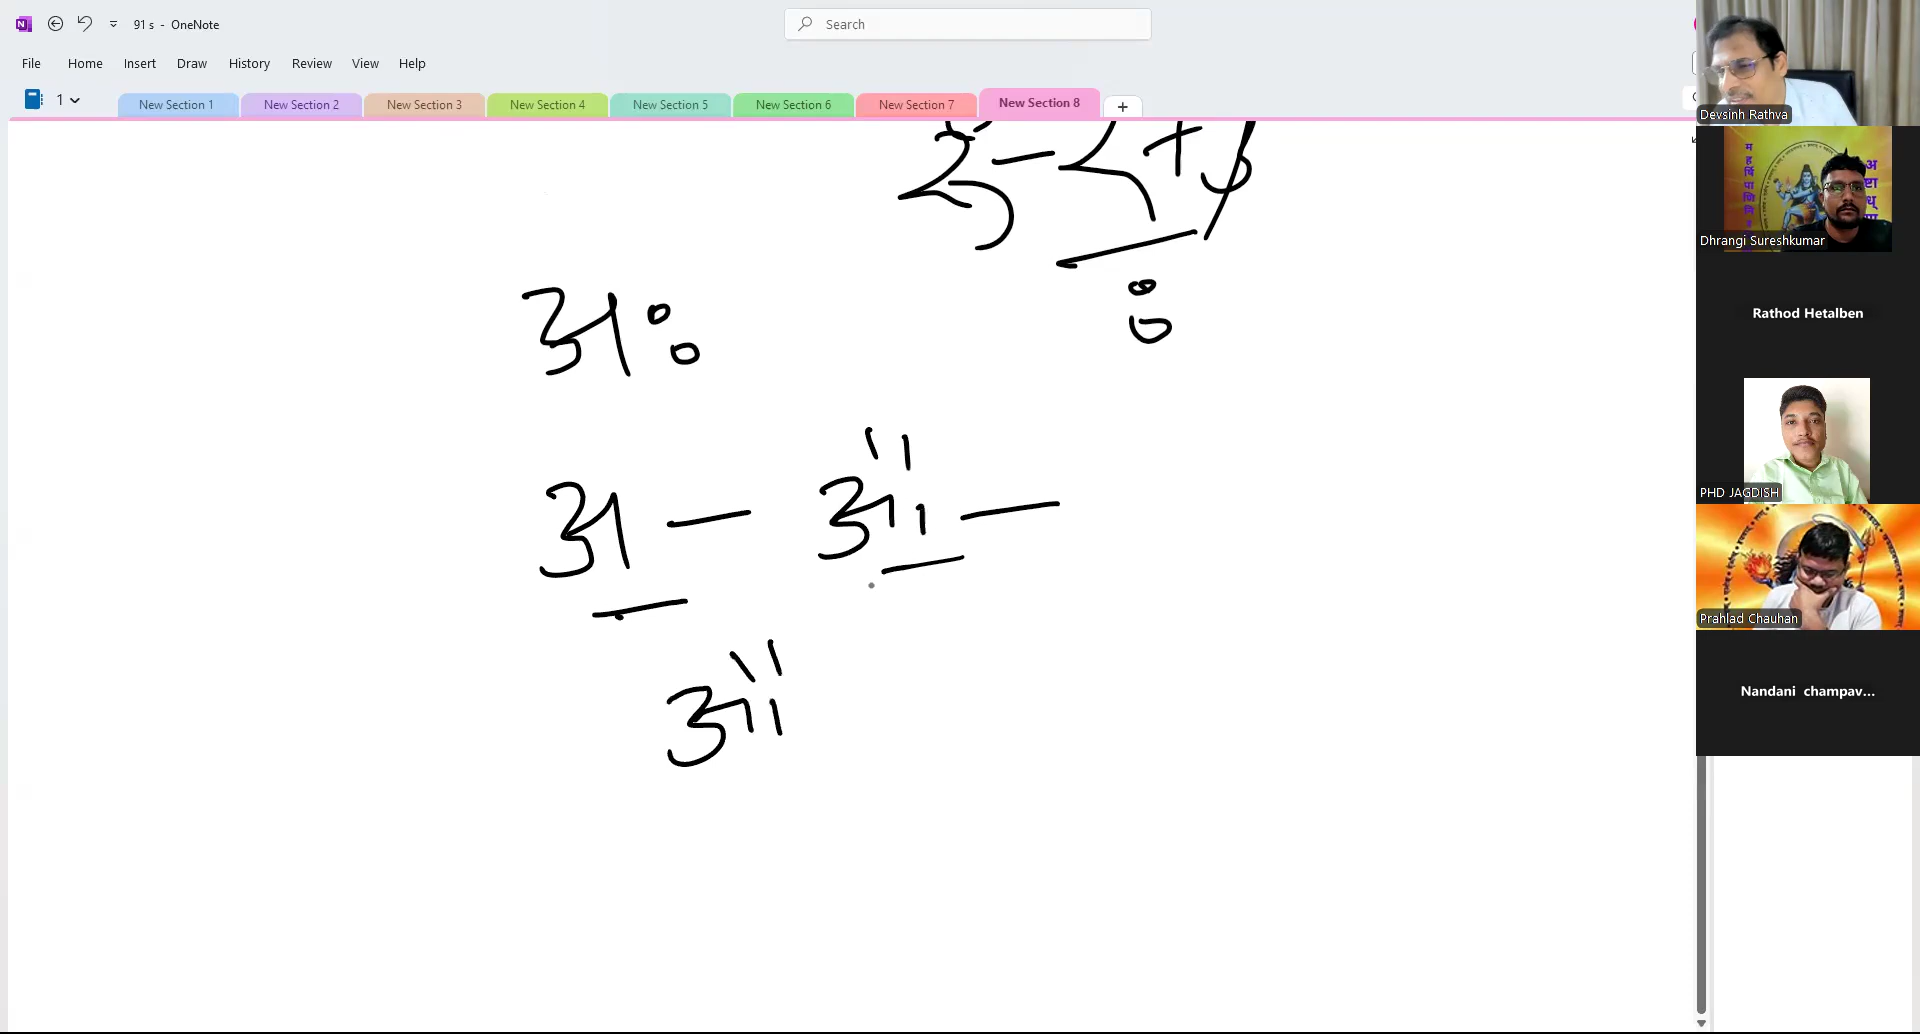 91 s - OneNote
Search
File Home Insert Draw History Review View Help
1
New Section 1 New Section 2 New Section 3 New Section 4 New Section 5 New Section 6 New Section 7 New Section 8 +
Devsinh Rathva
Dhrangi Sureshkumar
Rathod Hetalben
अः
PHD JAGDISH
अ — औ —
Prahlad Chauhan
औ
Nandani champav...